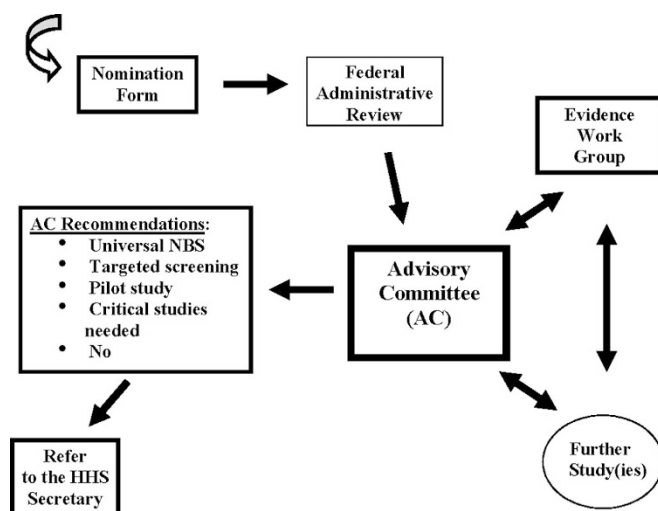 Nomination
Form
Federal
Administrative
Review
Evidence
Work
Group
AC Recommendations:
• Universal NBS
• Targeted screening
• Pilot study
• Critical studies
needed
• No
Advisory
Committee
(AC)
Refer
to the HHS
Secretary
Further
Study(ies)